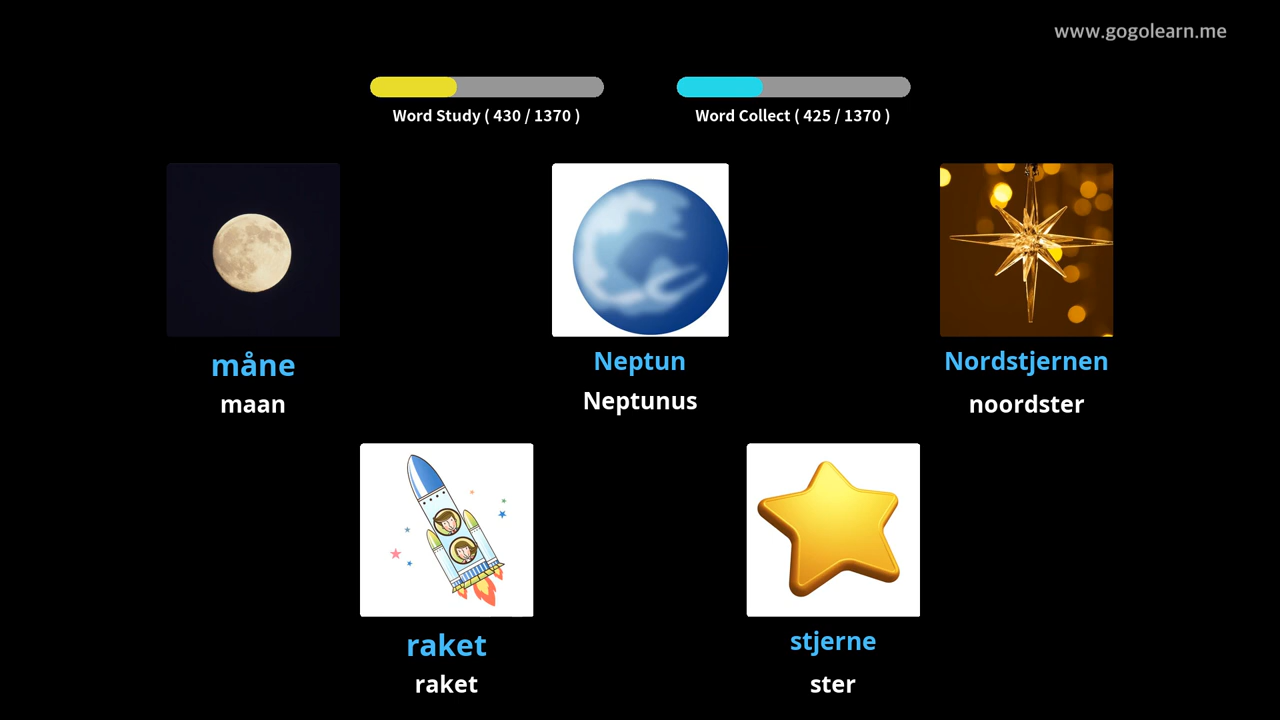 www.gogolearn.me
Word Study ( 430 / 1370 )
Word Collect ( 425 / 1370 )
måne
maan
Neptun
Neptunus
Nordstjernen
noordster
raket
raket
stjerne
ster